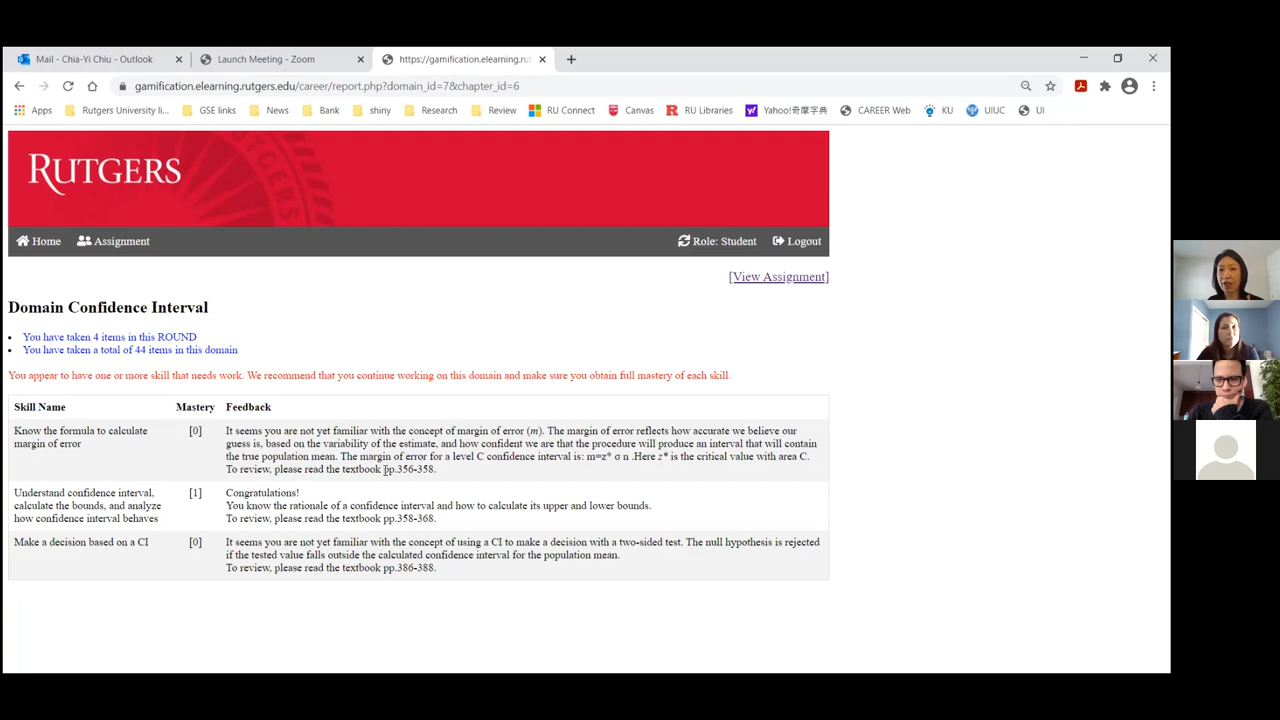 Mail - Chia-Yi Chiu - Outlook
Launch Meeting - Zoom
https://gamification.elearning.rut
gamification.elearning.rutgers.edu/career/report.php?domain_id=7&chapter_id=6
Apps
Rutgers University li...
GSE links
News
Bank
shiny
Research
Review
RU Connect
Canvas
RU Libraries
Yahoo!奇摩字典
CAREER Web
KU
UIUC
UI
RUTGERS
Home
Assignment
Role: Student
Logout
[View Assignment]
Domain Confidence Interval
• You have taken 4 items in this ROUND
• You have taken a total of 44 items in this domain
You appear to have one or more skill that needs work. We recommend that you continue working on this domain and make sure you obtain full mastery of each skill.
Skill Name Mastery Feedback
Know the formula to calculate
margin of error
[0]
It seems you are not yet familiar with the concept of margin of error (m). The margin of error reflects how accurate we believe our
guess is, based on the variability of the estimate, and how confident we are that the procedure will produce an interval that will contain
the true population mean. The margin of error for a level C confidence interval is: m=z* σ n .Here z* is the critical value with area C.
To review, please read the textbook pp.356-358.
Understand confidence interval,
calculate the bounds, and analyze
how confidence interval behaves
[1]
Congratulations!
You know the rationale of a confidence interval and how to calculate its upper and lower bounds.
To review, please read the textbook pp.358-368.
Make a decision based on a CI
[0]
It seems you are not yet familiar with the concept of using a CI to make a decision with a two-sided test. The null hypothesis is rejected
if the tested value falls outside the calculated confidence interval for the population mean.
To review, please read the textbook pp.386-388.